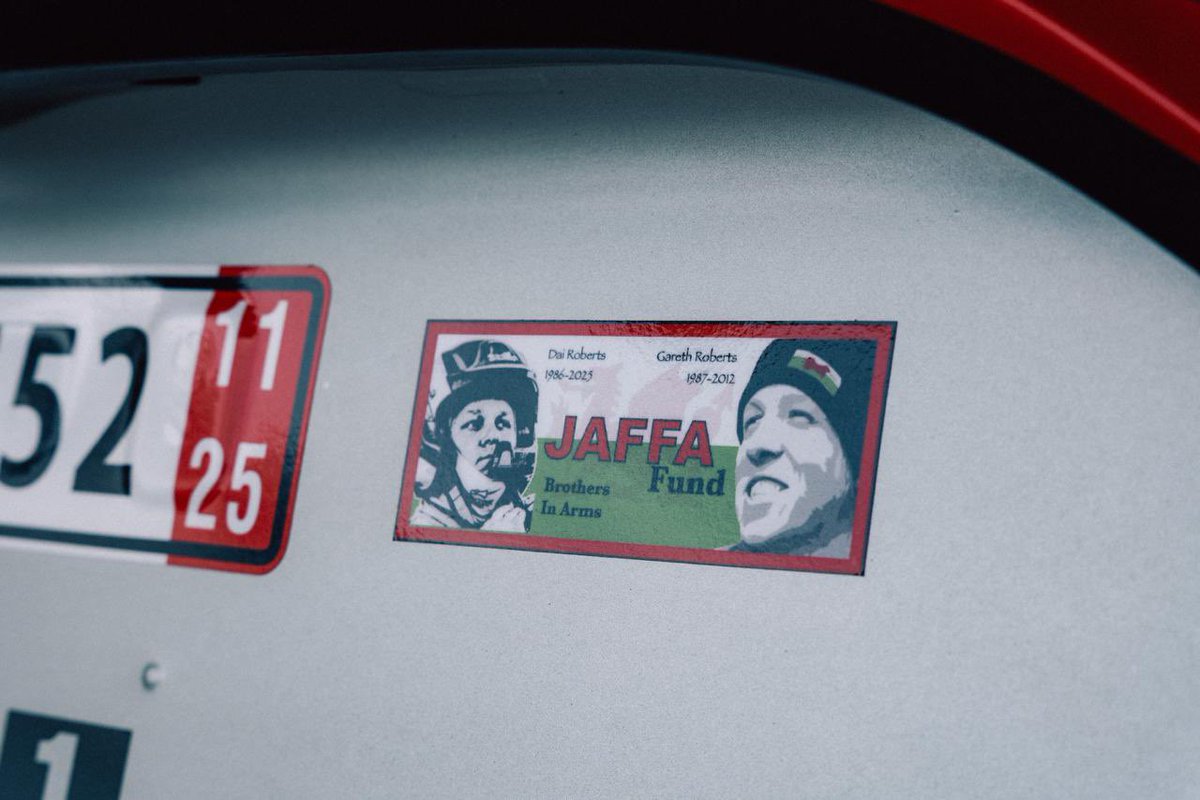 52
11
25
Dai Roberts
1986-2025
Gareth Roberts
1987-2012
JAFFA
Fund
Brothers
In Arms
1